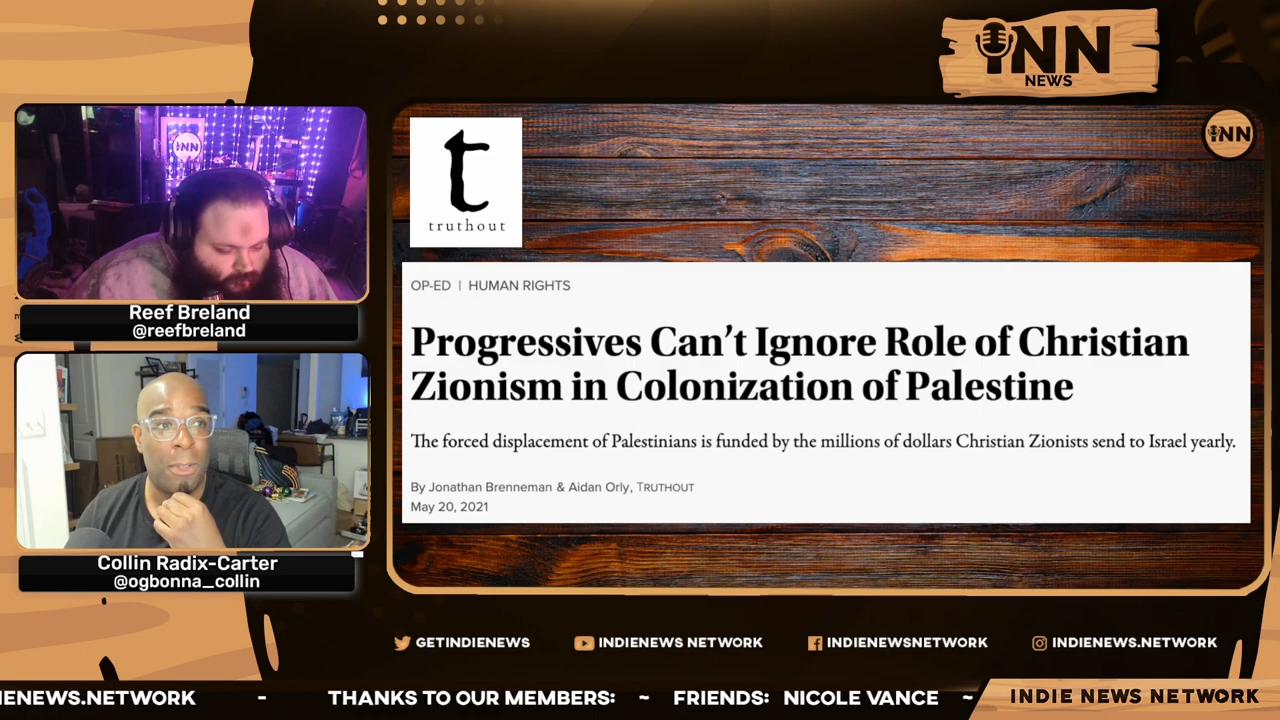 INN
NEWS
INN
INN
Reef Breland
@reefbreland
Collin Radix-Carter
@ogbonna_collin
t
truthout
OP-ED | HUMAN RIGHTS
Progressives Can't Ignore Role of Christian
Zionism in Colonization of Palestine
The forced displacement of Palestinians is funded by the millions of dollars Christian Zionists send to Israel yearly.
By Jonathan Brenneman & Aidan Orly, TRUTHOUT
May 20, 2021
GETINDIENEWS
INDIENEWS NETWORK
INDIENEWSNETWORK
INDIENEWS.NETWORK
IENEWS.NETWORK - THANKS TO OUR MEMBERS: ~ FRIENDS: NICOLE VANCE ~
INDIE NEWS NETWORK